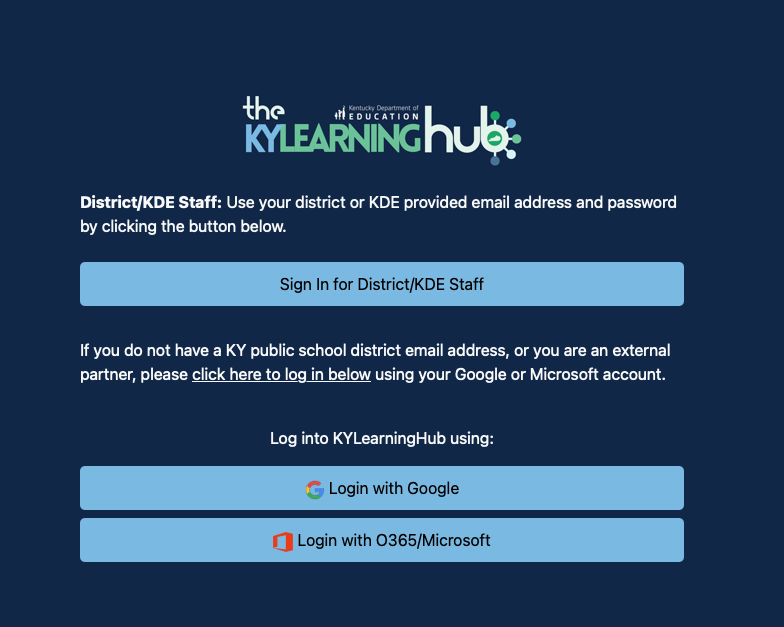 the
Kentucky Department of
EDUCATION
KYLEARNING hub
District/KDE Staff: Use your district or KDE provided email address and password
by clicking the button below.
Sign In for District/KDE Staff
If you do not have a KY public school district email address, or you are an external
partner, please click here to log in below using your Google or Microsoft account.
Log into KYLearningHub using:
Login with Google
Login with O365/Microsoft